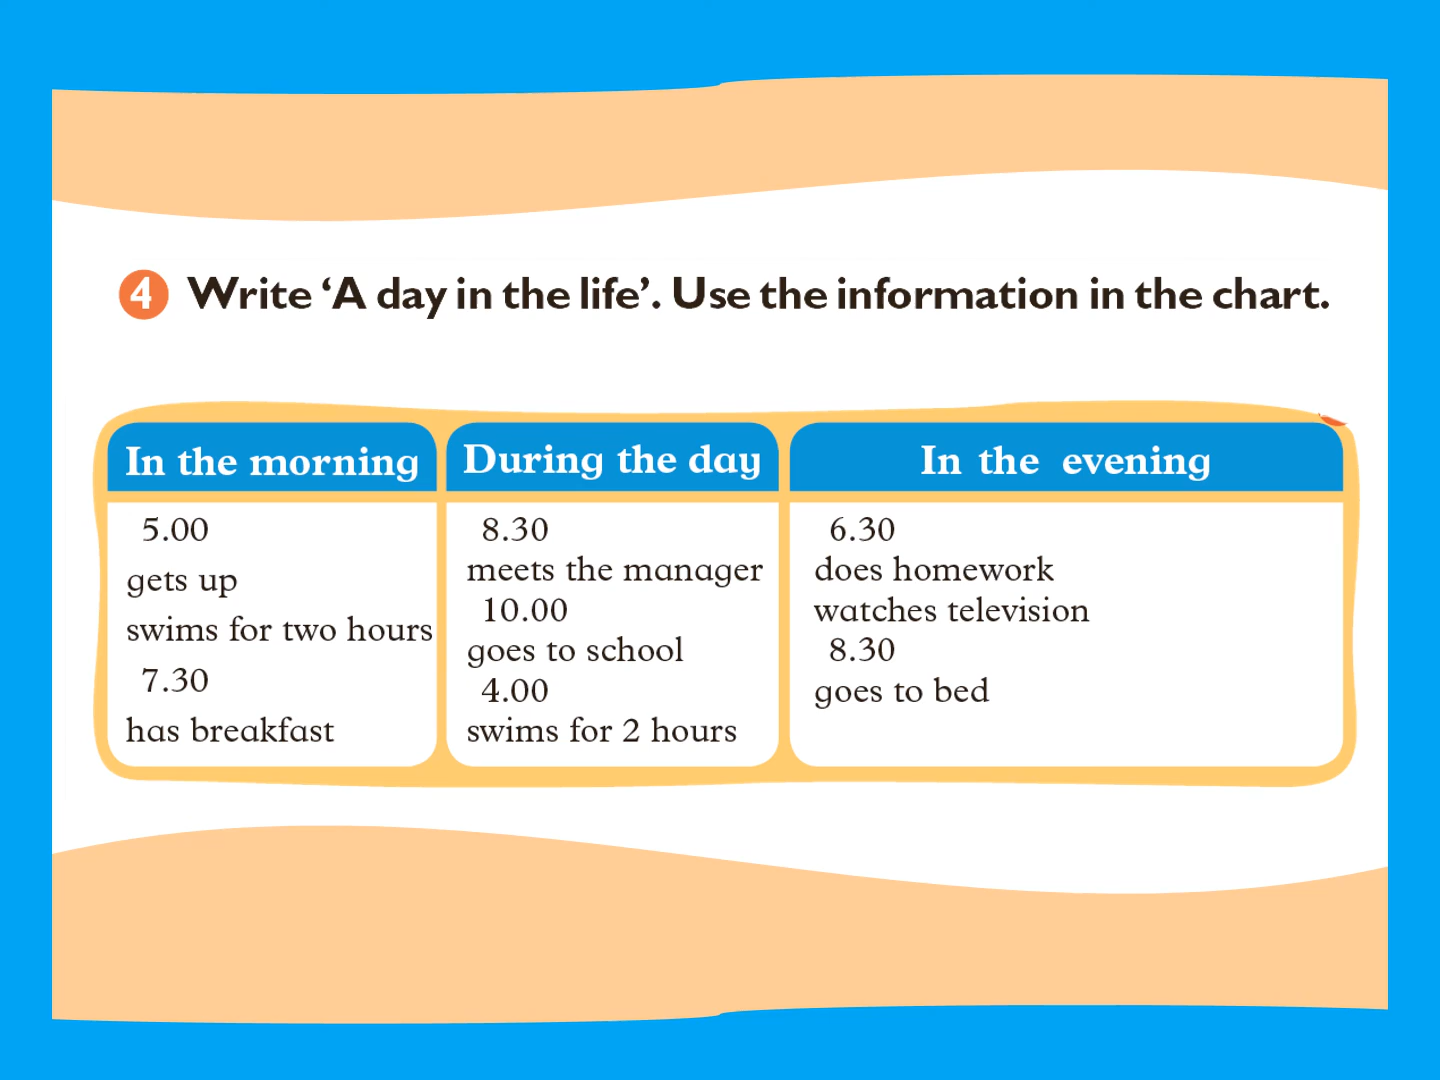 4 Write ‘A day in the life’. Use the information in the chart.
In the morning
5.00
gets up
swims for two hours
7.30
has breakfast
During the day
8.30
meets the manager
10.00
goes to school
4.00
swims for 2 hours
In the evening
6.30
does homework
watches television
8.30
goes to bed